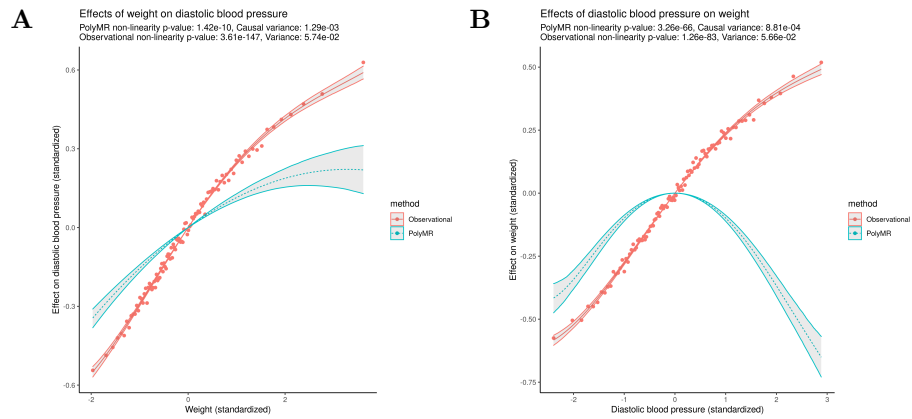 A
Effects of weight on diastolic blood pressure
PolyMR non-linearity p-value: 1.42e-10, Causal variance: 1.29e-03
Observational non-linearity p-value: 3.61e-147, Variance: 5.74e-02
Effect on diastolic blood pressure (standardized)
0.6
0.3
0.0
-0.3
-0.6
-2
0
2
Weight (standardized)
method
Observational
PolyMR
B
Effects of diastolic blood pressure on weight
PolyMR non-linearity p-value: 3.26e-66, Causal variance: 8.81e-04
Observational non-linearity p-value: 1.26e-83, Variance: 5.66e-02
Effect on weight (standardized)
0.50
0.25
0.00
-0.25
-0.50
-0.75
-2
-1
0
1
2
3
Diastolic blood pressure (standardized)
method
Observational
PolyMR